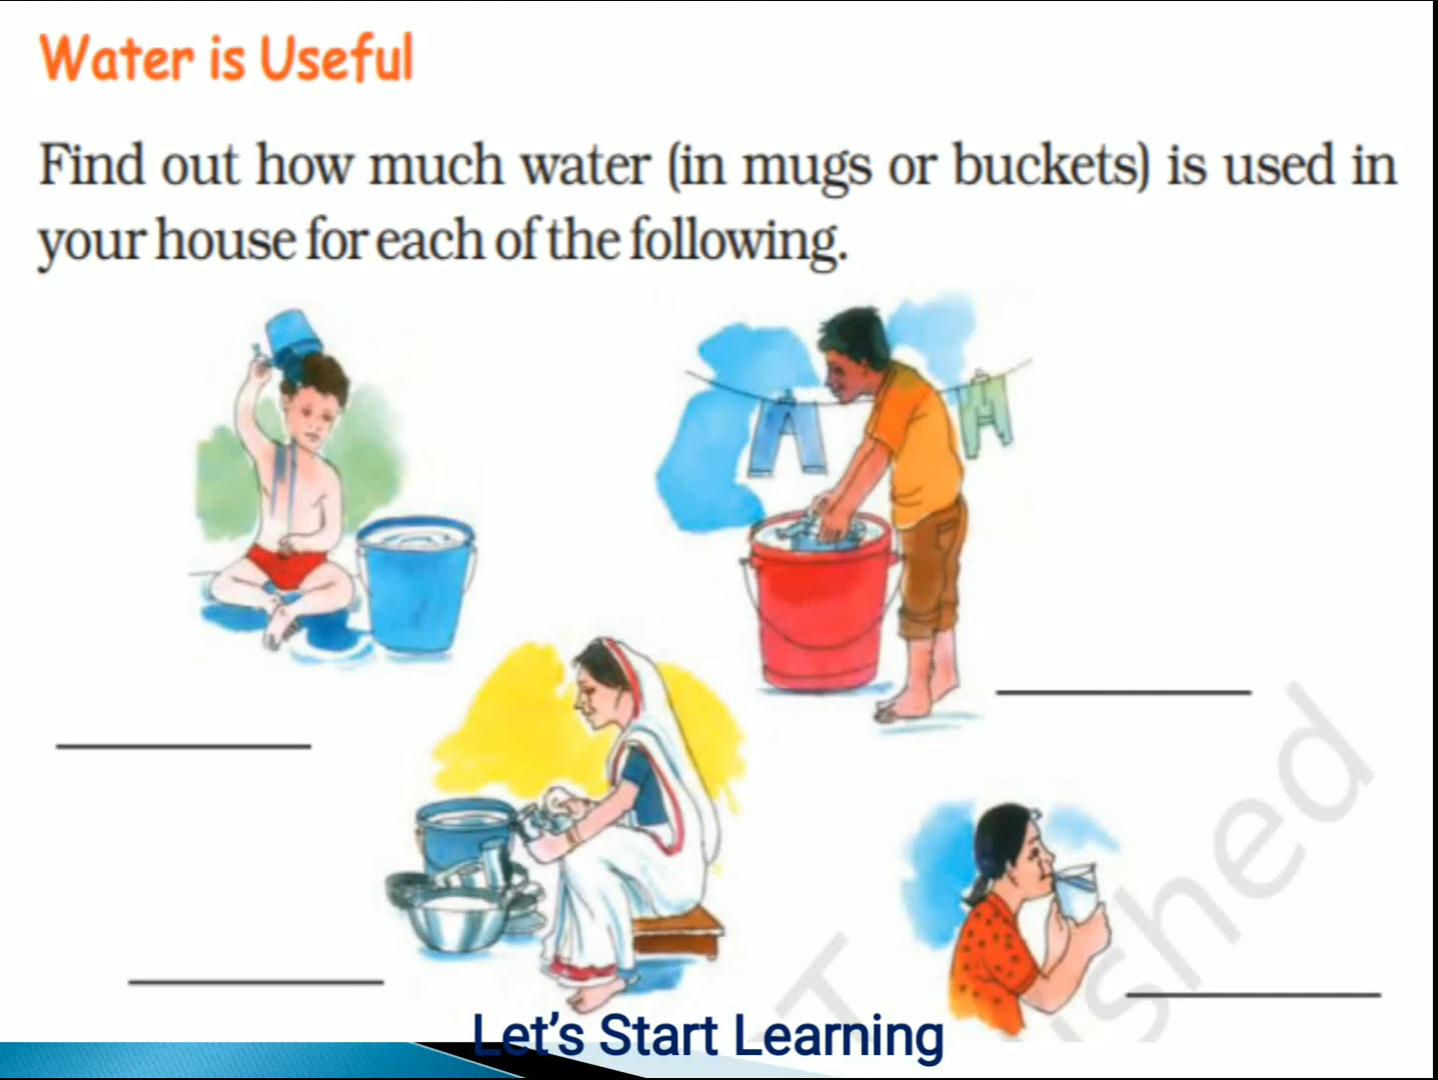 Water is Useful
Find out how much water (in mugs or buckets) is used in
your house for each of the following.
Let's Start Learning